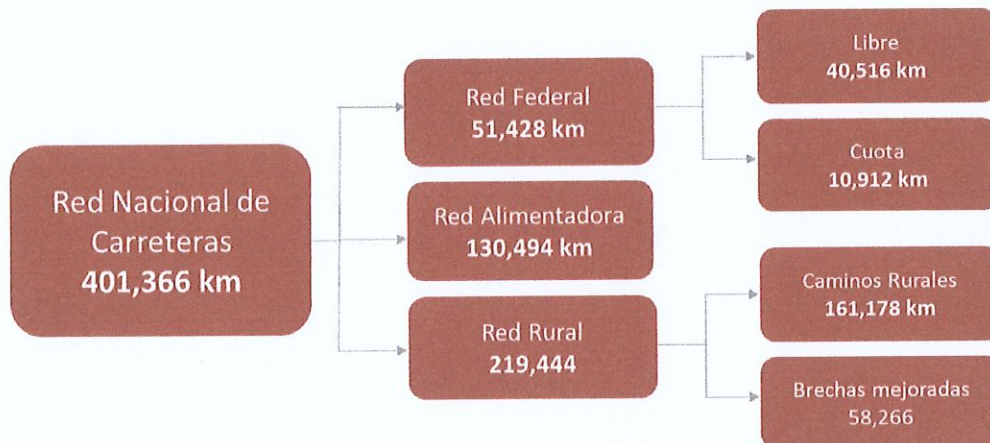 Red Nacional de
Carreteras
401,366 km
Red Federal
51,428 km
Libre
40,516 km
Cuota
10,912 km
Red Alimentadora
130,494 km
Red Rural
219,444
Caminos Rurales
161,178 km
Brechas mejoradas
58,266